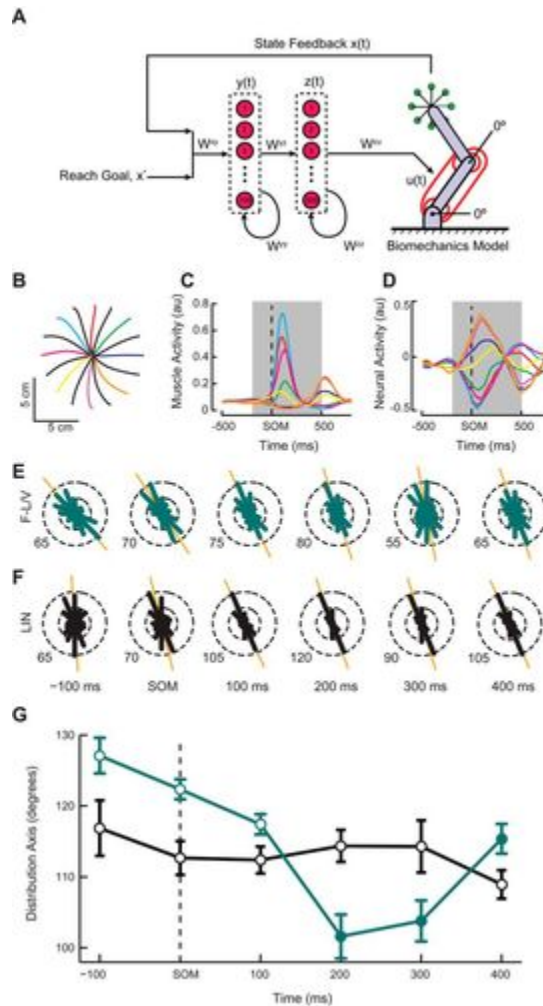 A
State Feedback x(t)
y(t)
z(t)
Reach Goal, x*
0°
u(t)
0°
Biomechanics Model
B
5 cm
5 cm
C
Muscle Activity (au)
0.8
0.6
0.4
0.2
0
-500
SOM
500
Time (ms)
D
Neural Activity (au)
0.5
0
-0.5
-500
SOM
500
Time (ms)
E
F-L/V
65
70
75
80
55
65
F
LIN
65
70
105
120
90
105
−100 ms
SOM
100 ms
200 ms
300 ms
400 ms
G
Distribution Axis (degrees)
130
120
110
100
−100
SOM
100
200
300
400
Time (ms)